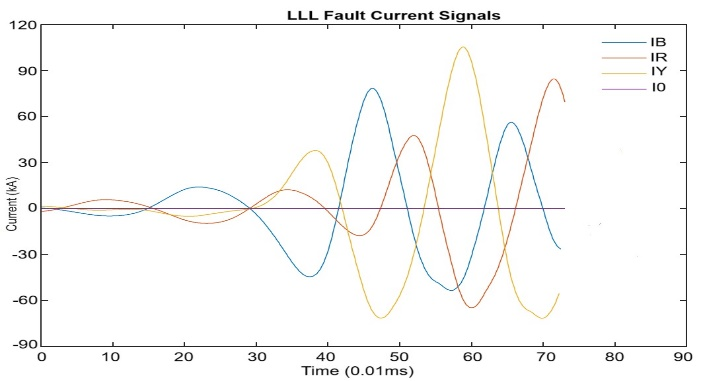 LLL Fault Current Signals
120
90
60
30
0
-30
-60
-90
Current (kA)
IB
IR
IY
I0
0 10 20 30 40 50 60 70 80 90
Time (0.01ms)